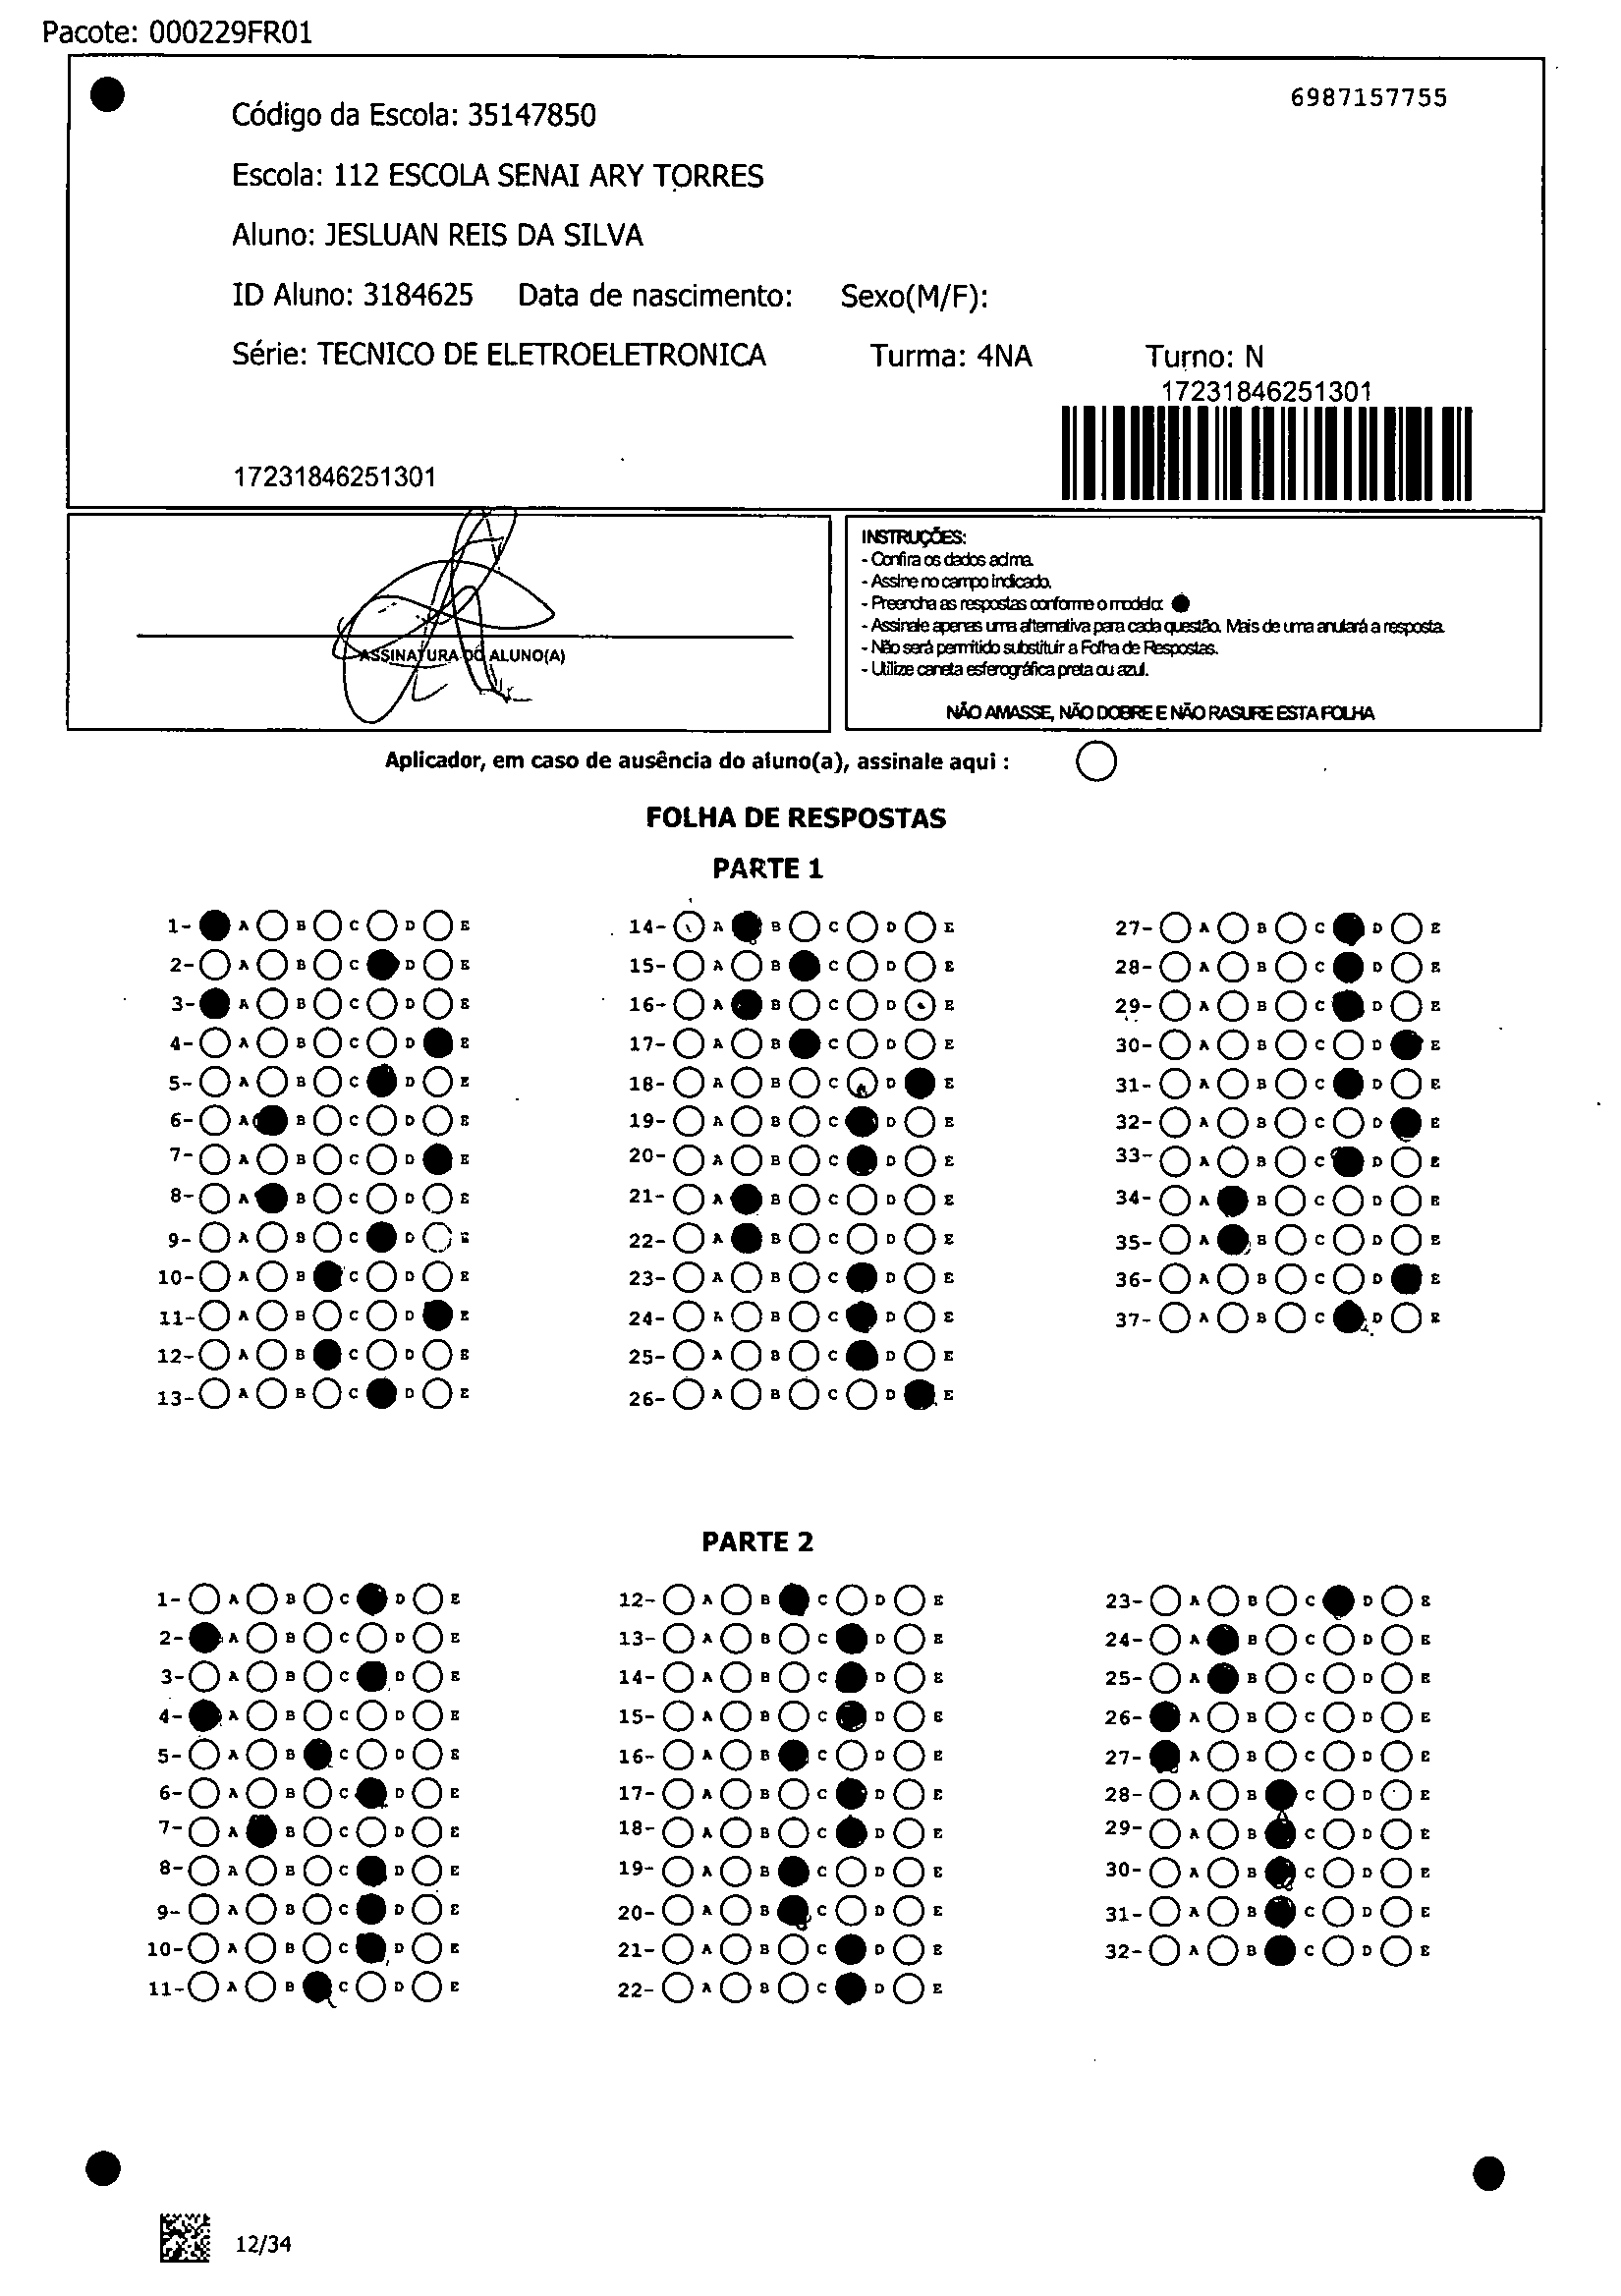 Pacote: 000229FR01
6987157755
Código da Escola: 35147850
Escola: 112 ESCOLA SENAI ARY TORRES
Aluno: JESLUAN REIS DA SILVA
ID Aluno: 3184625 Data de nascimento: Sexo(M/F):
Série: TECNICO DE ELETROELETRONICA Turma: 4NA Turno: N
17231846251301
17231846251301
ASSINATURA DO ALUNO(A)
INSTRUÇÕES:
- Confira os dados acima.
- Assine no campo indicado.
- Preencha as respostas conforme o modelo:
- Assinale apenas uma alternativa para cada questão. Mais de uma anulará a resposta.
- Não será permitido substituir a Folha de Respostas.
- Utilize caneta esferográfica preta ou azul.
NÃO AMASSE, NÃO DOBRE E NÃO RASURE ESTA FOLHA
Aplicador, em caso de ausência do aluno(a), assinale aqui :
FOLHA DE RESPOSTAS
PARTE 1
1- A B C D E 14- A B C D E 27- A B C D E
2- A B C D E 15- A B C D E 28- A B C D E
3- A B C D E 16- A B C D E 29- A B C D E
4- A B C D E 17- A B C D E 30- A B C D E
5- A B C D E 18- A B C D E 31- A B C D E
6- A B C D E 19- A B C D E 32- A B C D E
7- A B C D E 20- A B C D E 33- A B C D E
8- A B C D E 21- A B C D E 34- A B C D E
9- A B C D E 22- A B C D E 35- A B C D E
10- A B C D E 23- A B C D E 36- A B C D E
11- A B C D E 24- A B C D E 37- A B C D E
12- A B C D E 25- A B C D E
13- A B C D E 26- A B C D E
PARTE 2
1- A B C D E 12- A B C D E 23- A B C D E
2- A B C D E 13- A B C D E 24- A B C D E
3- A B C D E 14- A B C D E 25- A B C D E
4- A B C D E 15- A B C D E 26- A B C D E
5- A B C D E 16- A B C D E 27- A B C D E
6- A B C D E 17- A B C D E 28- A B C D E
7- A B C D E 18- A B C D E 29- A B C D E
8- A B C D E 19- A B C D E 30- A B C D E
9- A B C D E 20- A B C D E 31- A B C D E
10- A B C D E 21- A B C D E 32- A B C D E
11- A B C D E 22- A B C D E
12/34